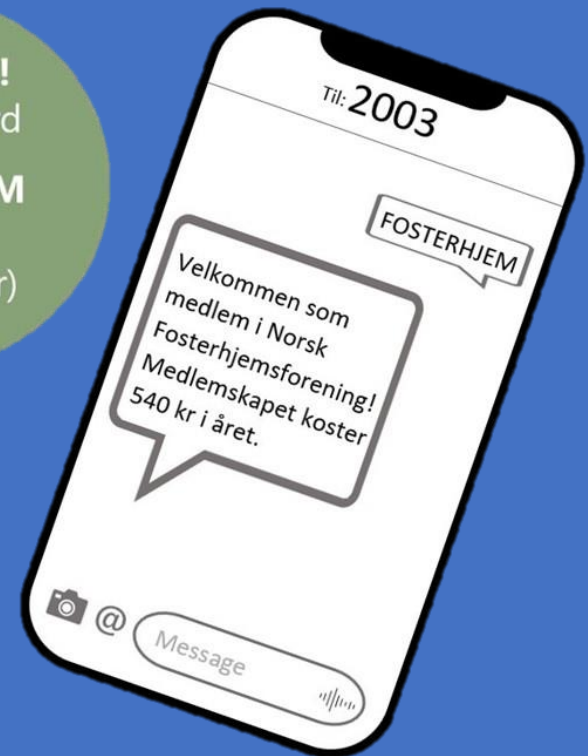 !
M
r)
Til: 2003
FOSTERHJEM
Velkommen som
medlem i Norsk
Fosterhjemsforening!
Medlemskapet koster
540 kr i året.
@
Message